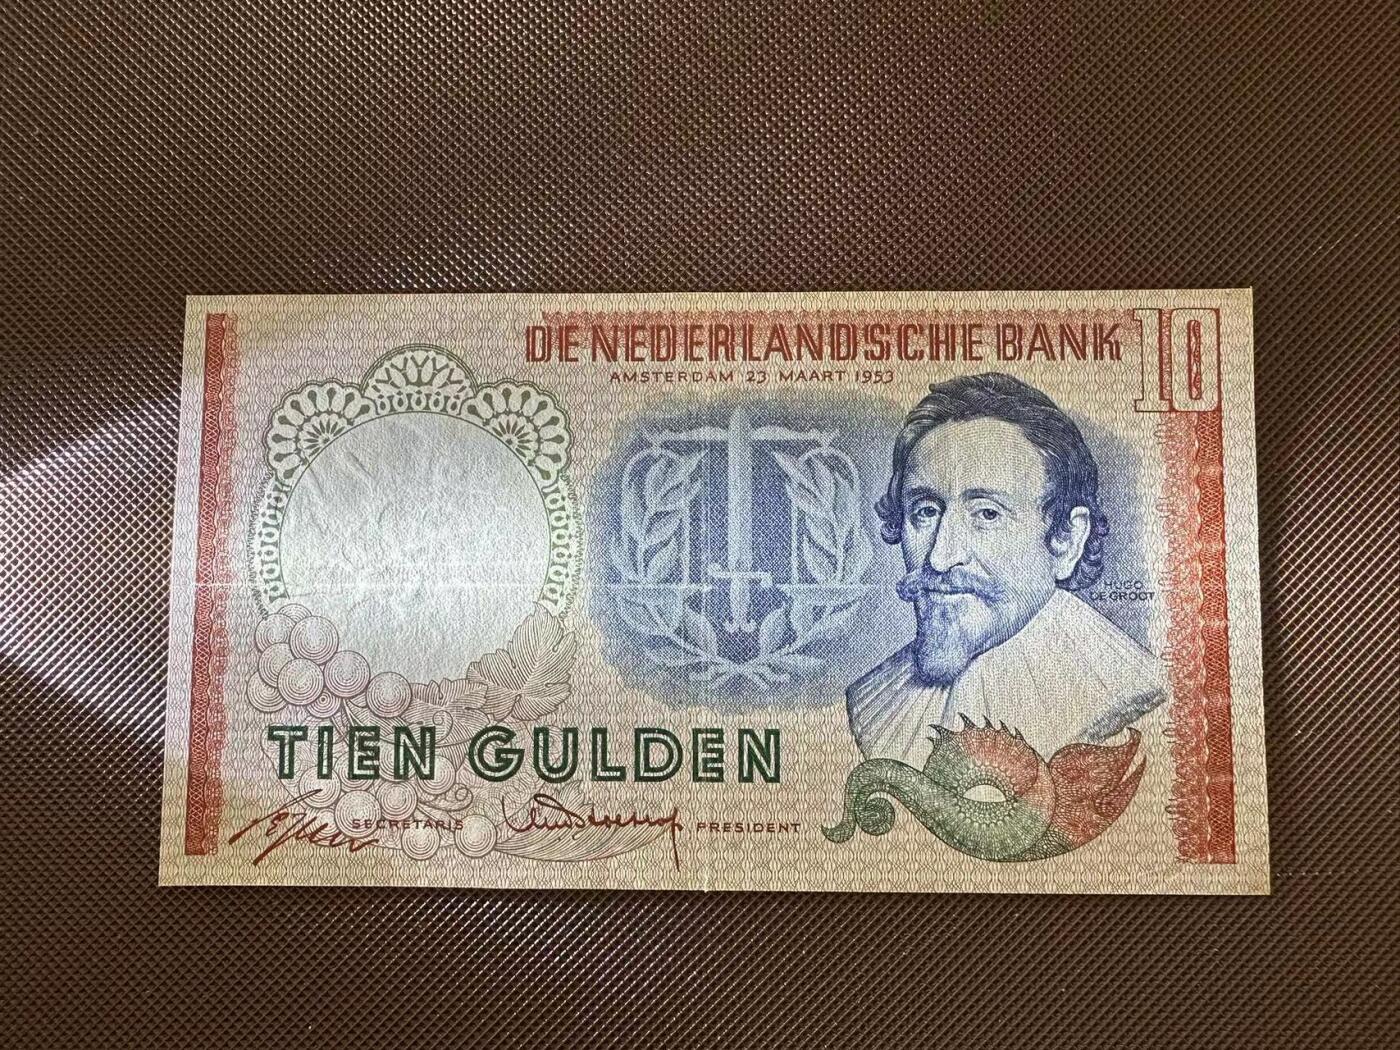 DE NEDERLANDSCHE BANK 10
AMSTERDAM 23 MAART 1953
HUGO
DE GROOT
TIEN GULDEN
SECRETARIS
PRESIDENT